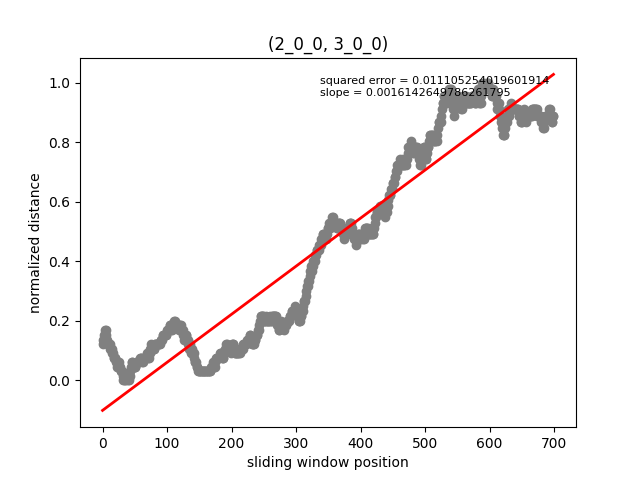 (2_0_0, 3_0_0)
squared error = 0.011105254019601914
slope = 0.0016142649786261795
normalized distance
1.0
0.8
0.6
0.4
0.2
0.0
0 100 200 300 400 500 600 700
sliding window position